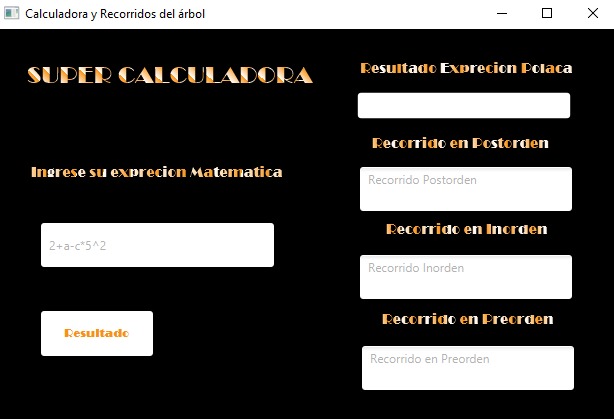 Calculadora y Recorridos del árbol
SUPER CALCULADORA
Ingrese su exprecion Matematica
2+a-c*5^2
Resultado
Resultado Exprecion Polaca
Recorrido en Postorden
Recorrido Postorden
Recorrido en Inorden
Recorrido Inorden
Recorrido en Preorden
Recorrido en Preorden